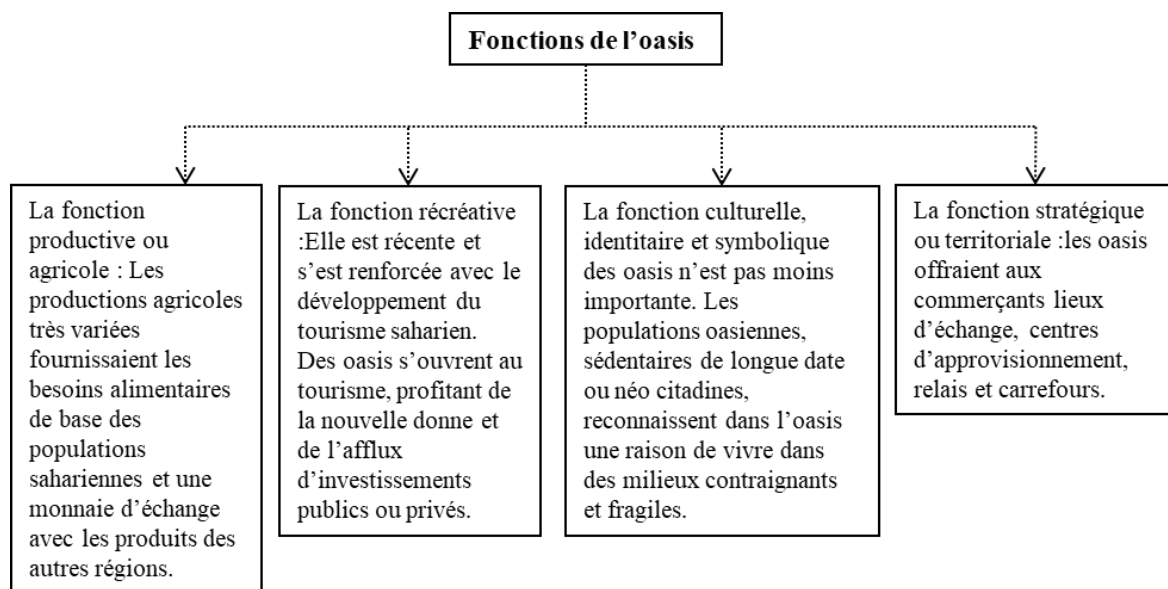 Fonctions de l’oasis
La fonction
productive ou
agricole : Les
productions agricoles
très variées
fournissaient les
besoins alimentaires
de base des
populations
sahariennes et une
monnaie d’échange
avec les produits des
autres régions.
La fonction récréative
:Elle est récente et
s’est renforcée avec le
développement du
tourisme saharien.
Des oasis s’ouvrent au
tourisme, profitant de
la nouvelle donne et
de l’afflux
d’investissements
publics ou privés.
La fonction culturelle,
identitaire et symbolique
des oasis n’est pas moins
importante. Les
populations oasiennes,
sédentaires de longue date
ou néo citadines,
reconnaissent dans l’oasis
une raison de vivre dans
des milieux contraignants
et fragiles.
La fonction stratégique
ou territoriale :les oasis
offraient aux
commerçants lieux
d’échange, centres
d’approvisionnement,
relais et carrefours.